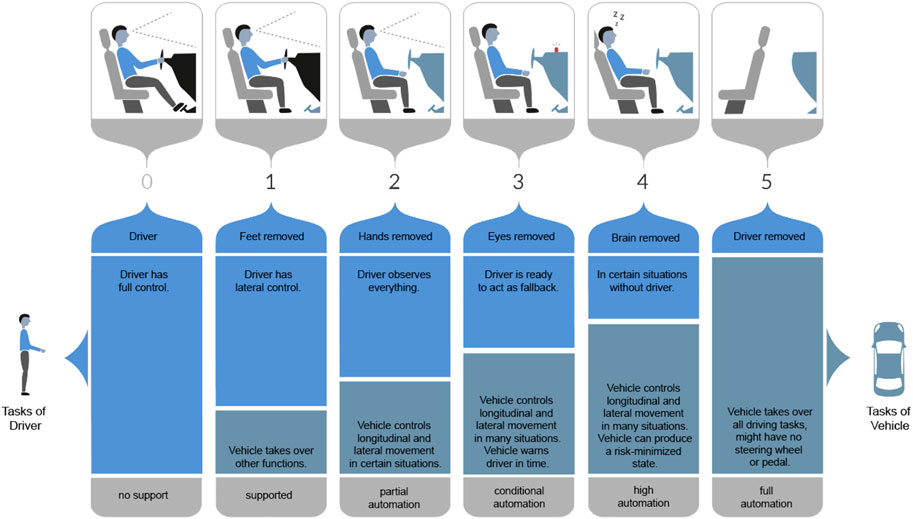 z z
z
0
1
2
3
4
5
Driver
Feet removed
Hands removed
Eyes removed
Brain removed
Driver removed
Driver has
full control.
Driver has
lateral control.
Driver observes
everything.
Driver is ready
to act as fallback.
In certain situations
without driver.
Tasks of
Driver
Vehicle takes over
other functions.
Vehicle controls
longitudinal and
lateral movement
in certain situations.
Vehicle controls
longitudinal and
lateral movement
in many situations.
Vehicle warns
driver in time.
Vehicle controls
longitudinal and
lateral movement
in many situations.
Vehicle can produce
a risk-minimized
state.
Vehicle takes over
all driving tasks,
might have no
steering wheel
or pedal.
Tasks of
Vehicle
no support
supported
partial
automation
conditional
automation
high
automation
full
automation